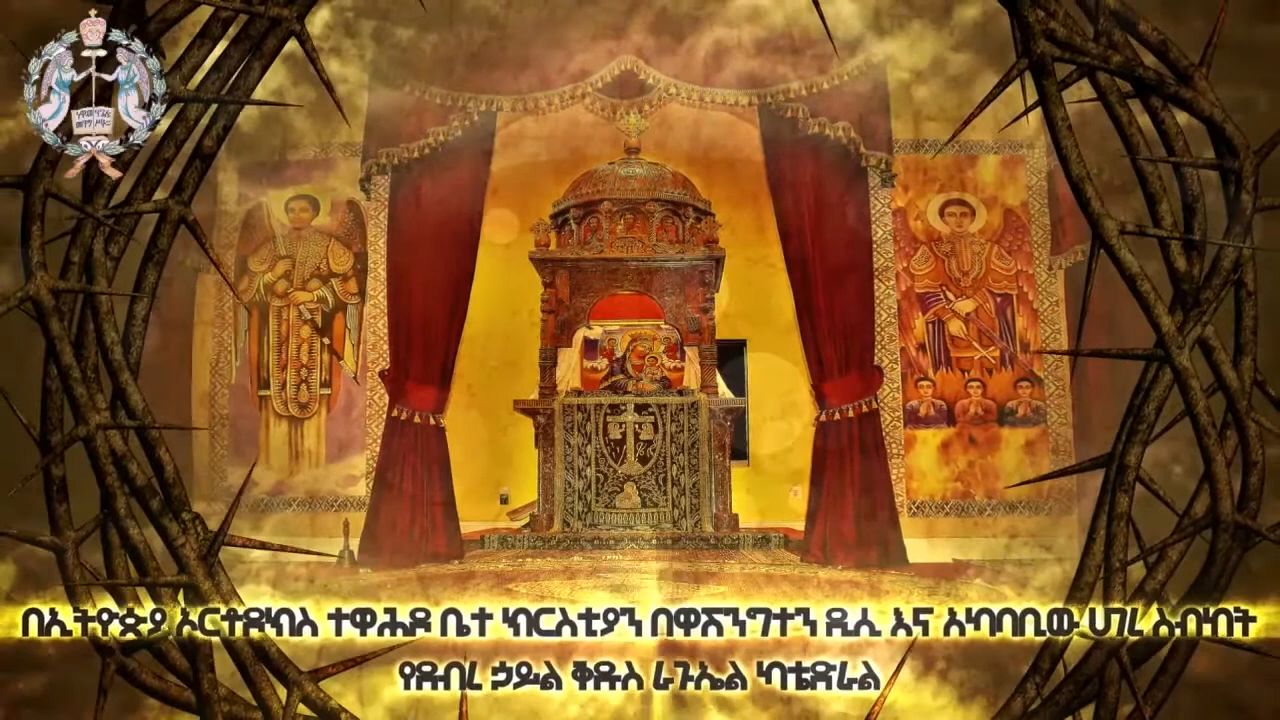 በኢትዮጵያ ኦርቶዶክስ ተዋሕዶ ቤተ ክርስቲያን በዋሽንግተን ዲሲ እና አካባቢው ሀገረ ስብከት
የደብረ ኃይል ቅዱስ ራጉኤል ካቴድራል